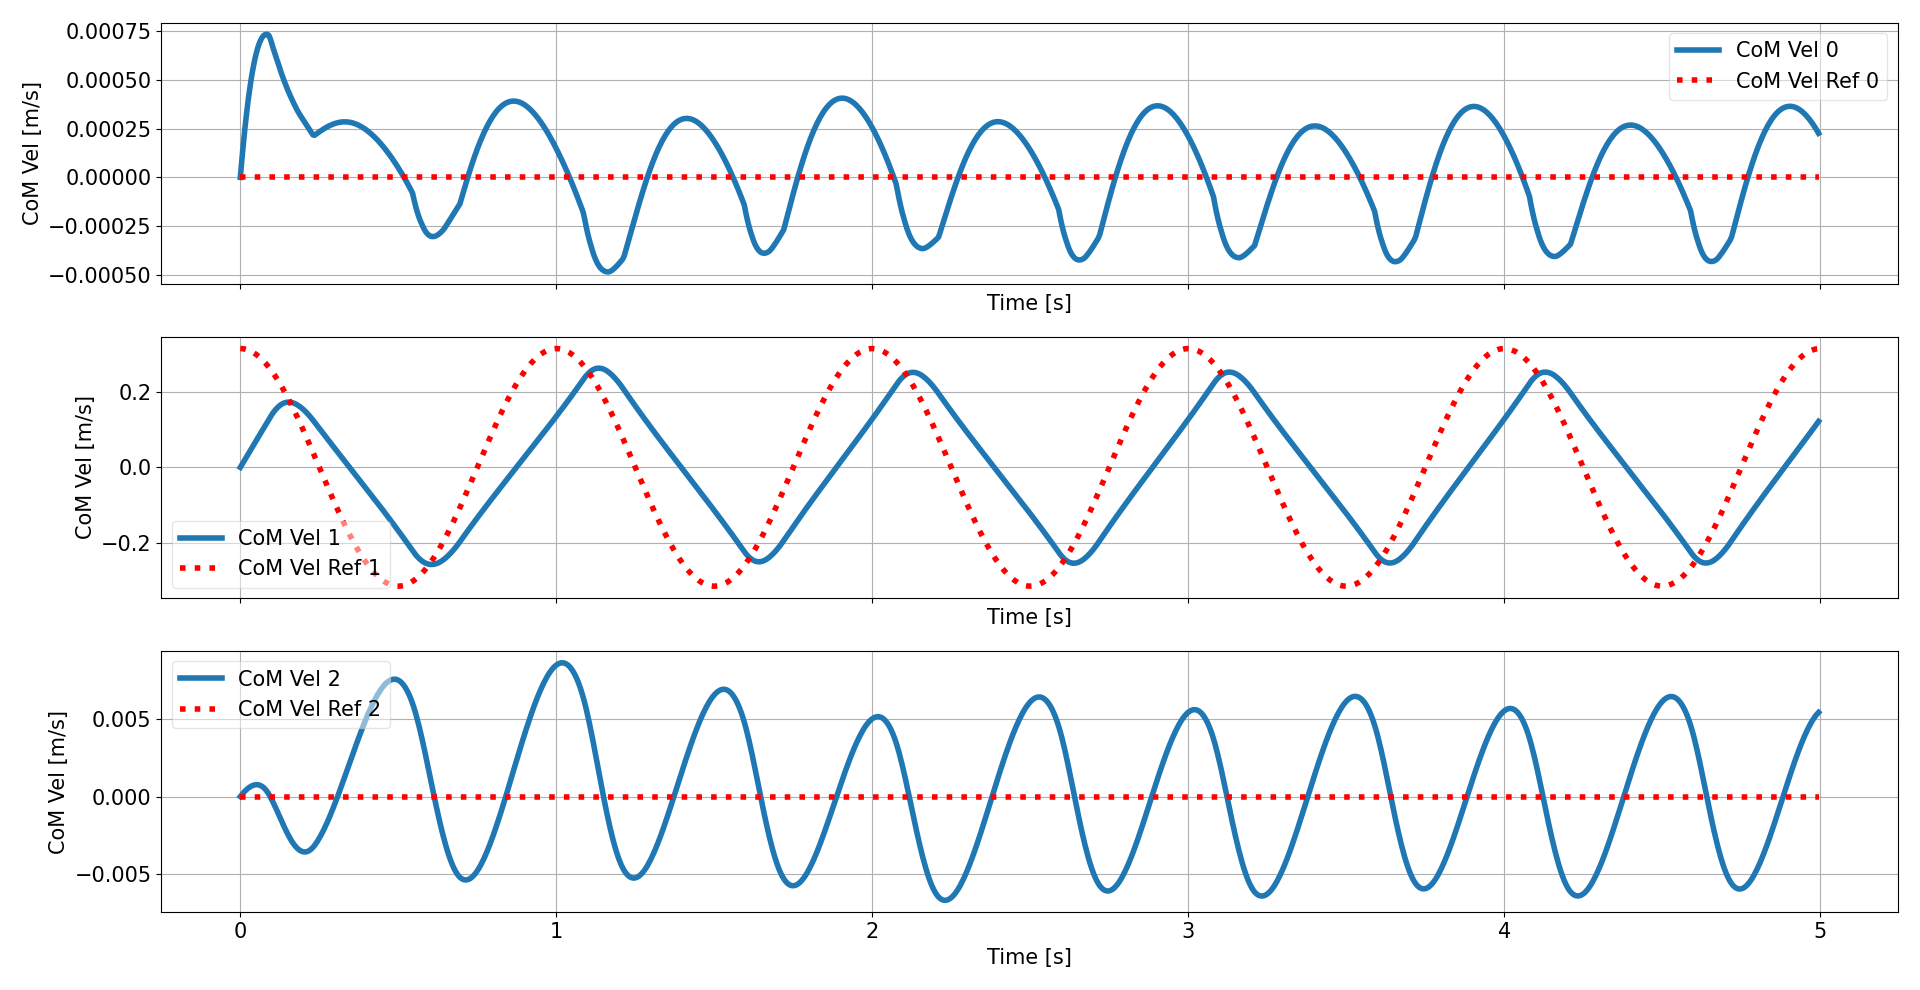 CoM Vel [m/s]
0.00075
0.00050
0.00025
0.00000
−0.00025
−0.00050
CoM Vel 0
CoM Vel Ref 0
Time [s]
CoM Vel [m/s]
0.2
0.0
−0.2
CoM Vel 1
CoM Vel Ref 1
Time [s]
CoM Vel [m/s]
0.005
0.000
−0.005
CoM Vel 2
CoM Vel Ref 2
0 1 2 3 4 5
Time [s]